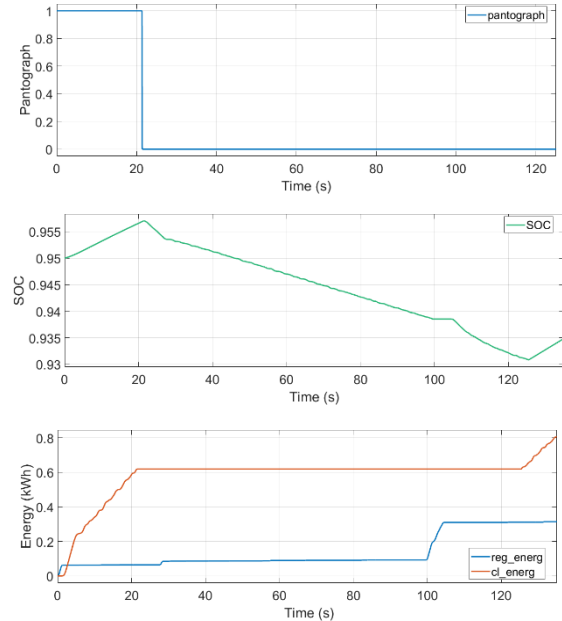 1
0.8
0.6
0.4
0.2
0
Pantograph
pantograph
0 20 40 60 80 100 120
Time (s)
0.955
0.95
0.945
0.94
0.935
0.93
SOC
SOC
0 20 40 60 80 100 120
Time (s)
0.8
0.6
0.4
0.2
0
Energy (kWh)
reg_energ
cl_energ
0 20 40 60 80 100 120
Time (s)